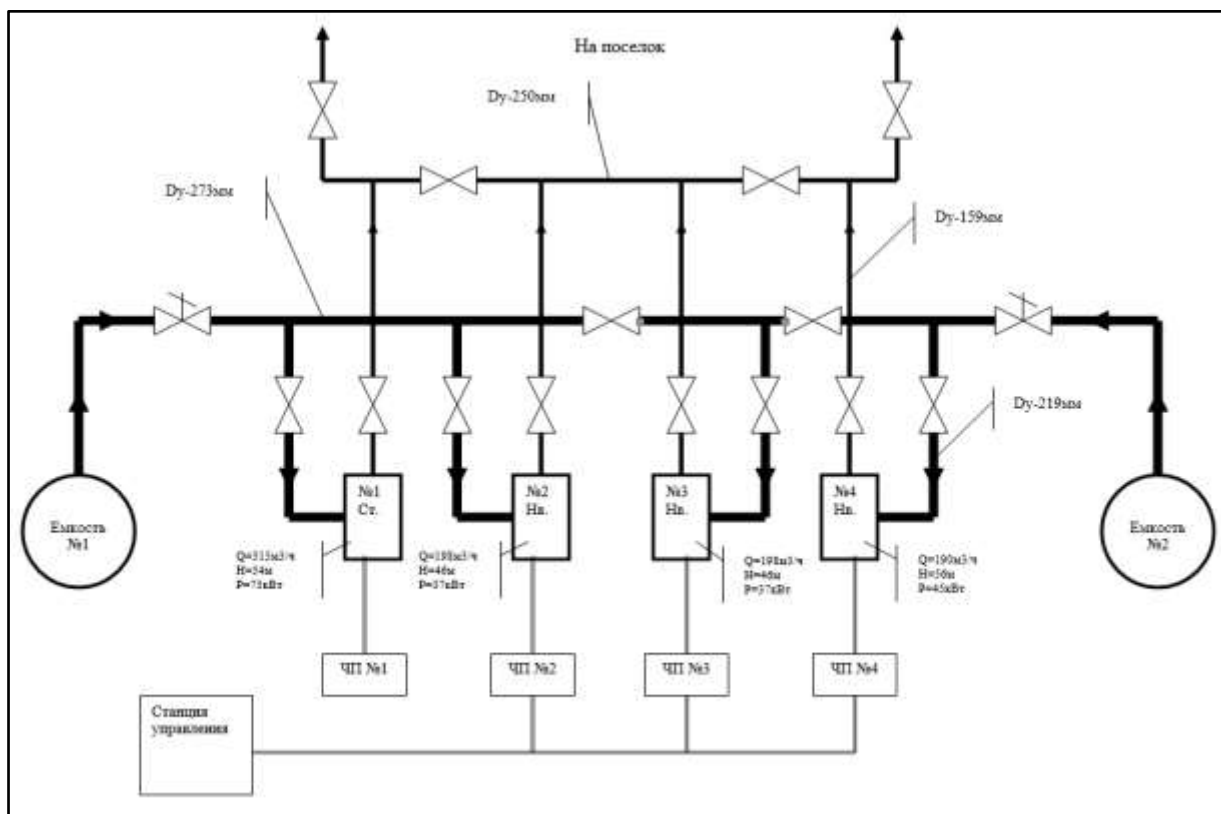 На поселок
Dy-250мм
Dy-273мм
Dy-159мм
Dy-219мм
Емкость
№1
№1
Ст.
№2
Нв.
№3
Нв.
№4
Нв.
Емкость
№2
Q=315м3/ч
H=54м
P=75кВт
Q=198м3/ч
H=46м
P=37кВт
Q=198м3/ч
H=46м
P=37кВт
Q=190м3/ч
H=56м
P=45кВт
ЧП №1
ЧП №2
ЧП №3
ЧП №4
Станция
управления